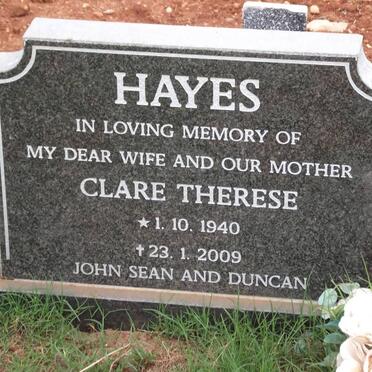 HAYES
IN LOVING MEMORY OF
MY DEAR WIFE AND OUR MOTHER
CLARE THERESE
★ 1. 10. 1940
✝ 23. 1. 2009
JOHN SEAN AND DUNCAN